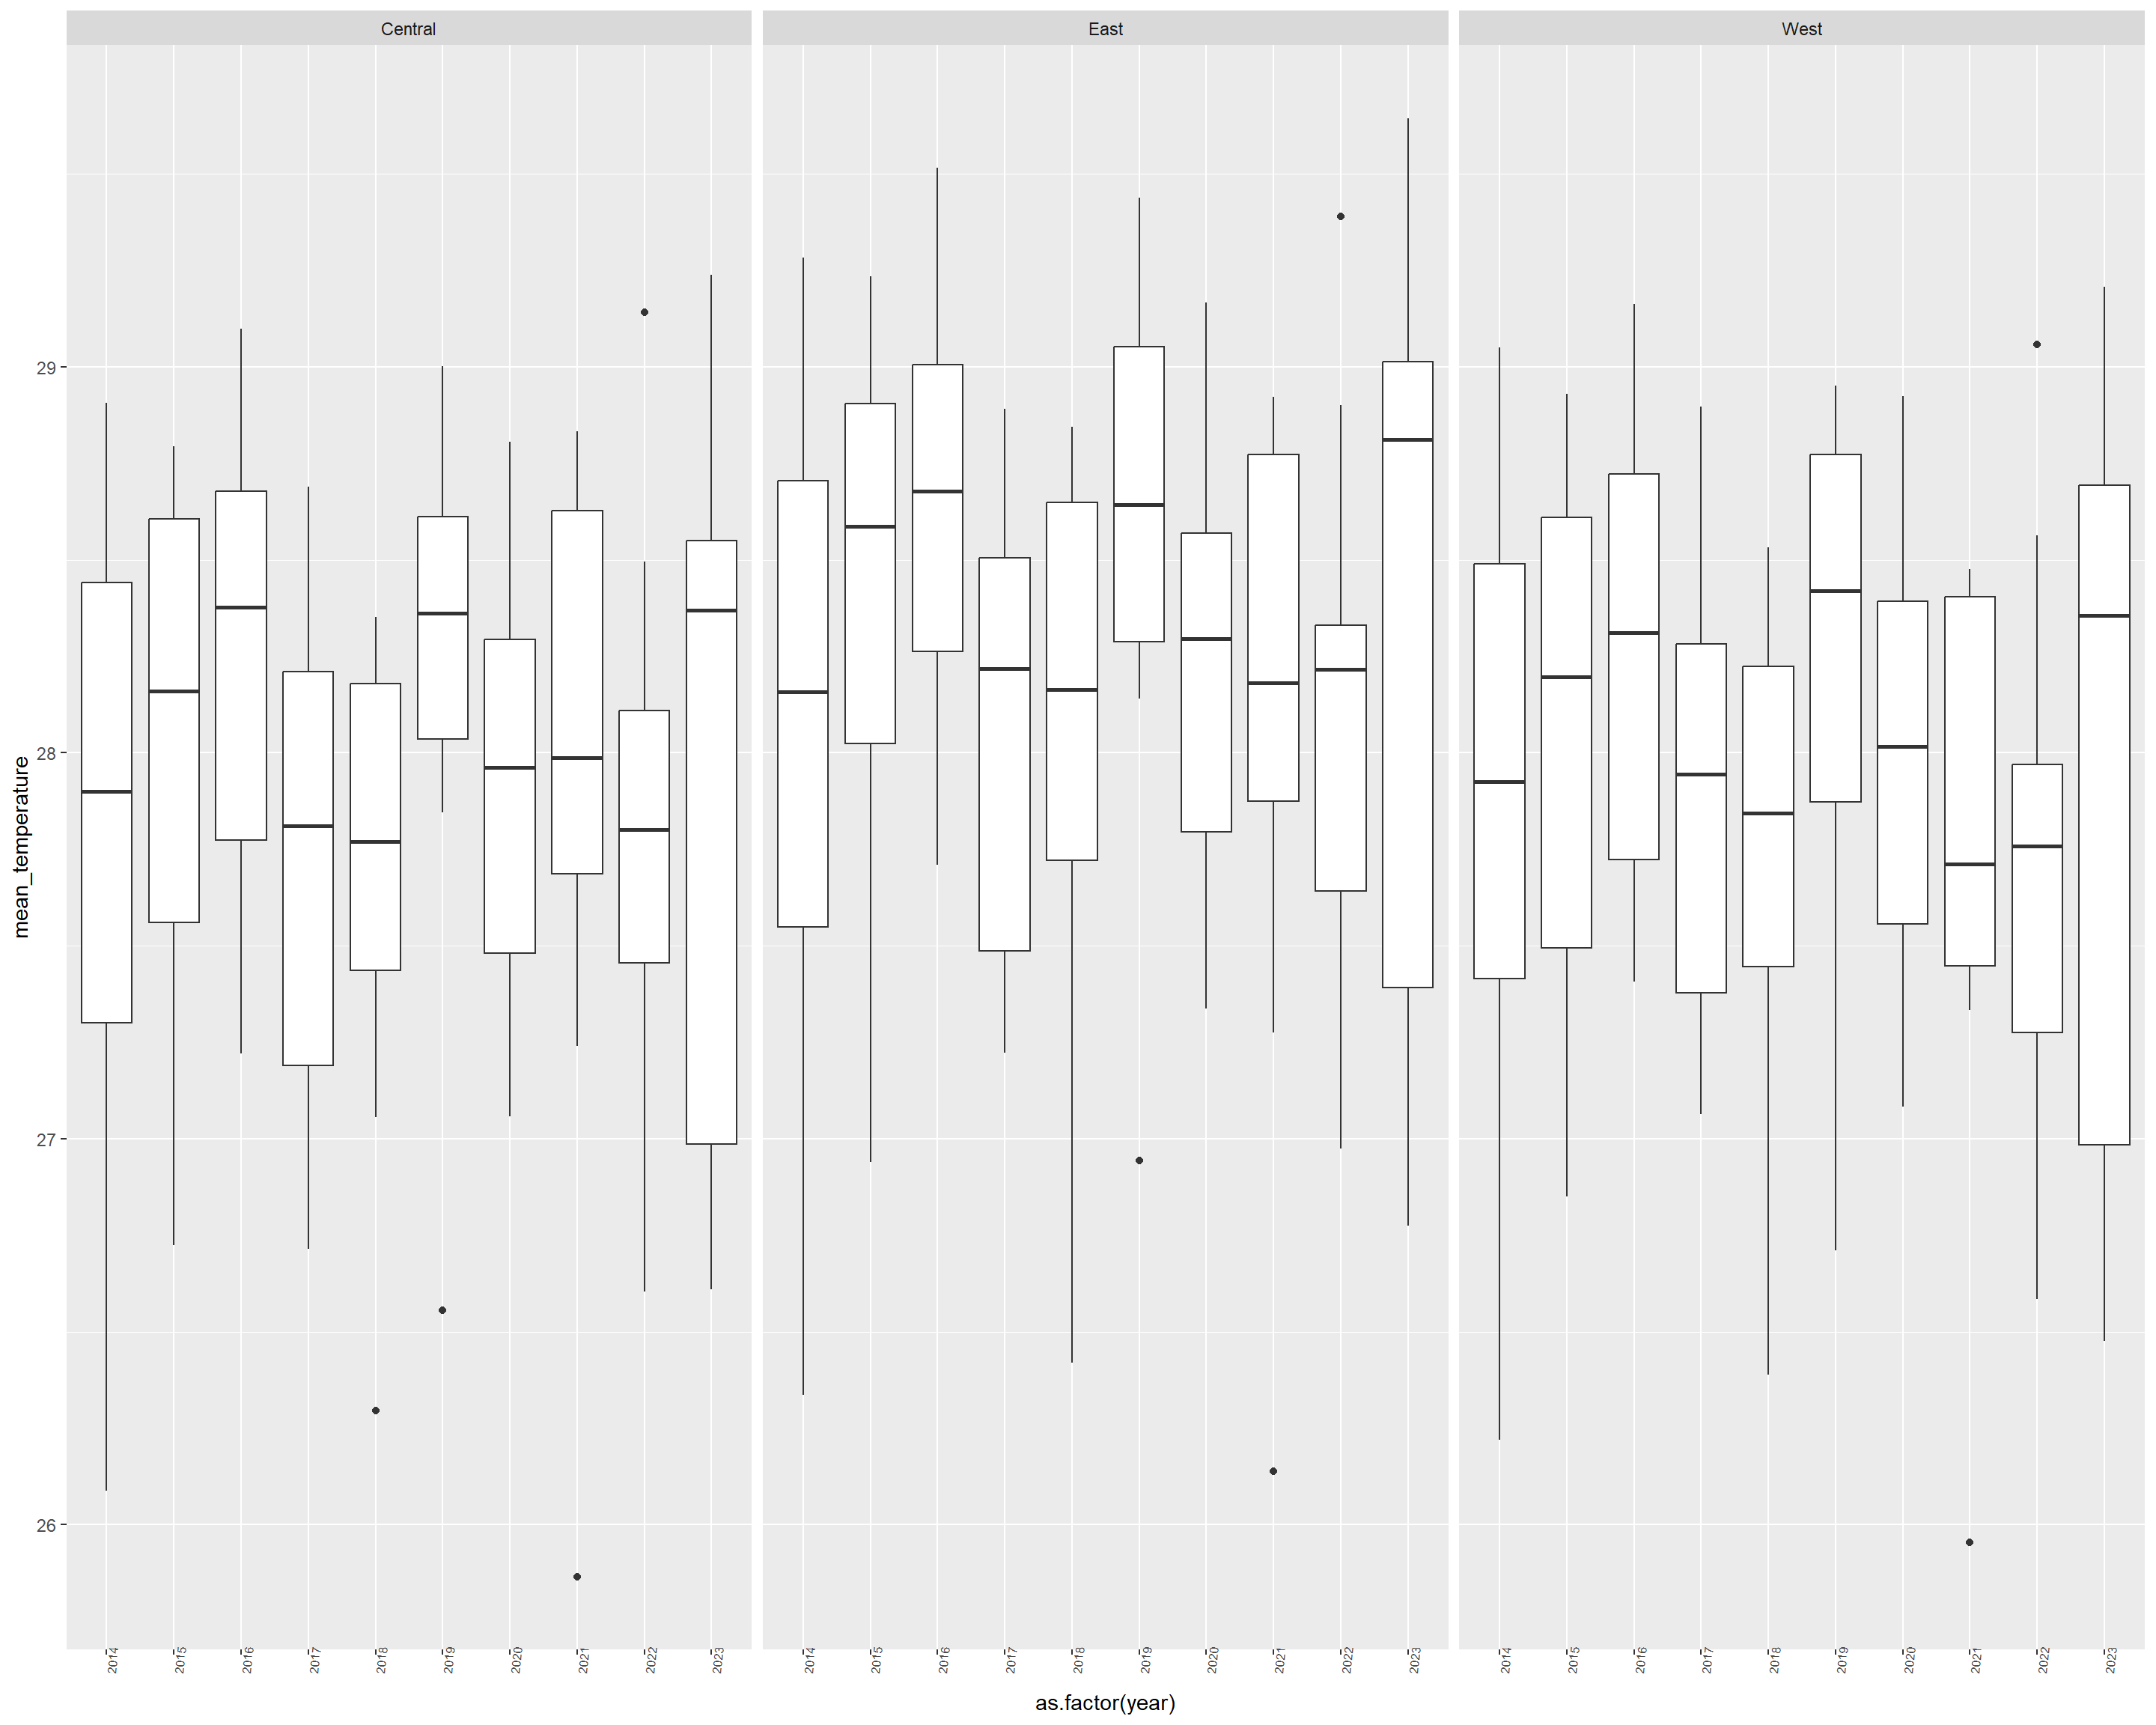 Central East West
29
28
27
26
mean_temperature
2014 2015 2016 2017 2018 2019 2020 2021 2022 2023 2014 2015 2016 2017 2018 2019 2020 2021 2022 2023 2014 2015 2016 2017 2018 2019 2020 2021 2022 2023
as.factor(year)